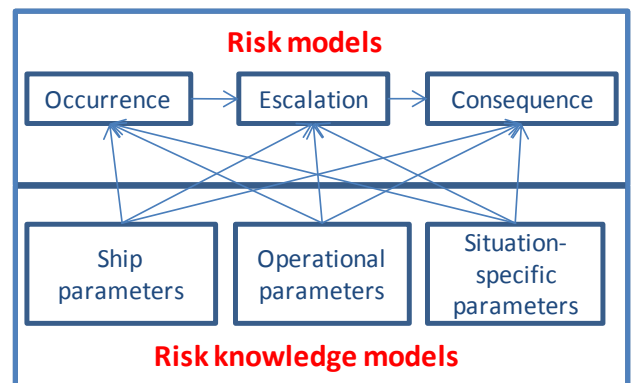 Risk models
Occurrence
Escalation
Consequence
Ship
parameters
Operational
parameters
Situation-
specific
parameters
Risk knowledge models